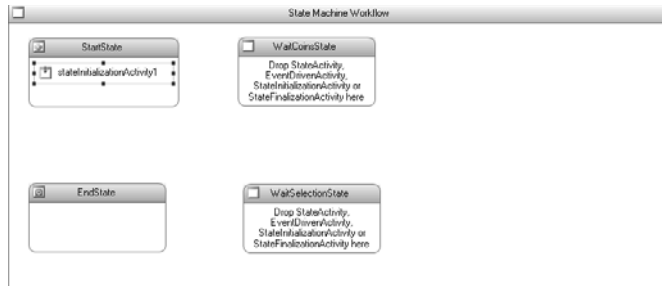 State Machine Workflow
StartState
stateInitializationActivity1
WaitCoinsState
Drop StateActivity,
EventDrivenActivity,
StateInitializationActivity or
StateFinalizationActivity here
EndState
WaitSelectionState
Drop StateActivity,
EventDrivenActivity,
StateInitializationActivity or
StateFinalizationActivity here